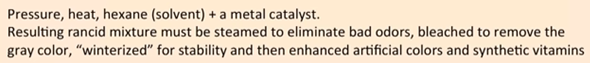 Pressure, heat, hexane (solvent) + a metal catalyst.
Resulting rancid mixture must be steamed to eliminate bad odors, bleached to remove the
gray color, “winterized” for stability and then enhanced artificial colors and synthetic vitamins